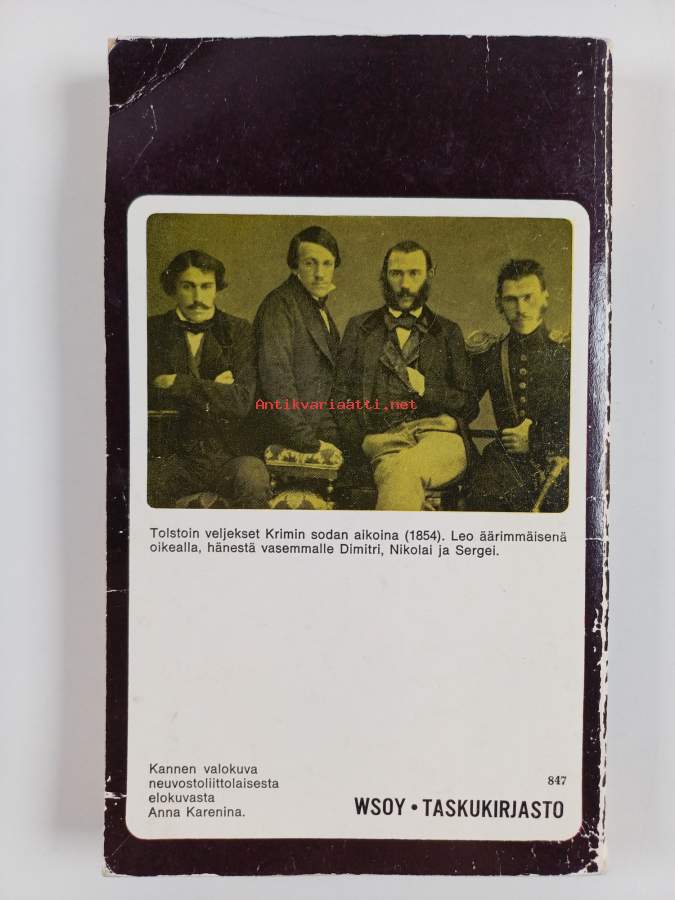 Antikvariaatti.net
Tolstoin veljekset Krimin sodan aikoina (1854). Leo äärimmäisenä
oikealla, hänestä vasemmalle Dimitri, Nikolai ja Sergei.
Kannen valokuva
neuvostoliittolaisesta
elokuvasta
Anna Karenina.
847
WSOY • TASKUKIRJASTO